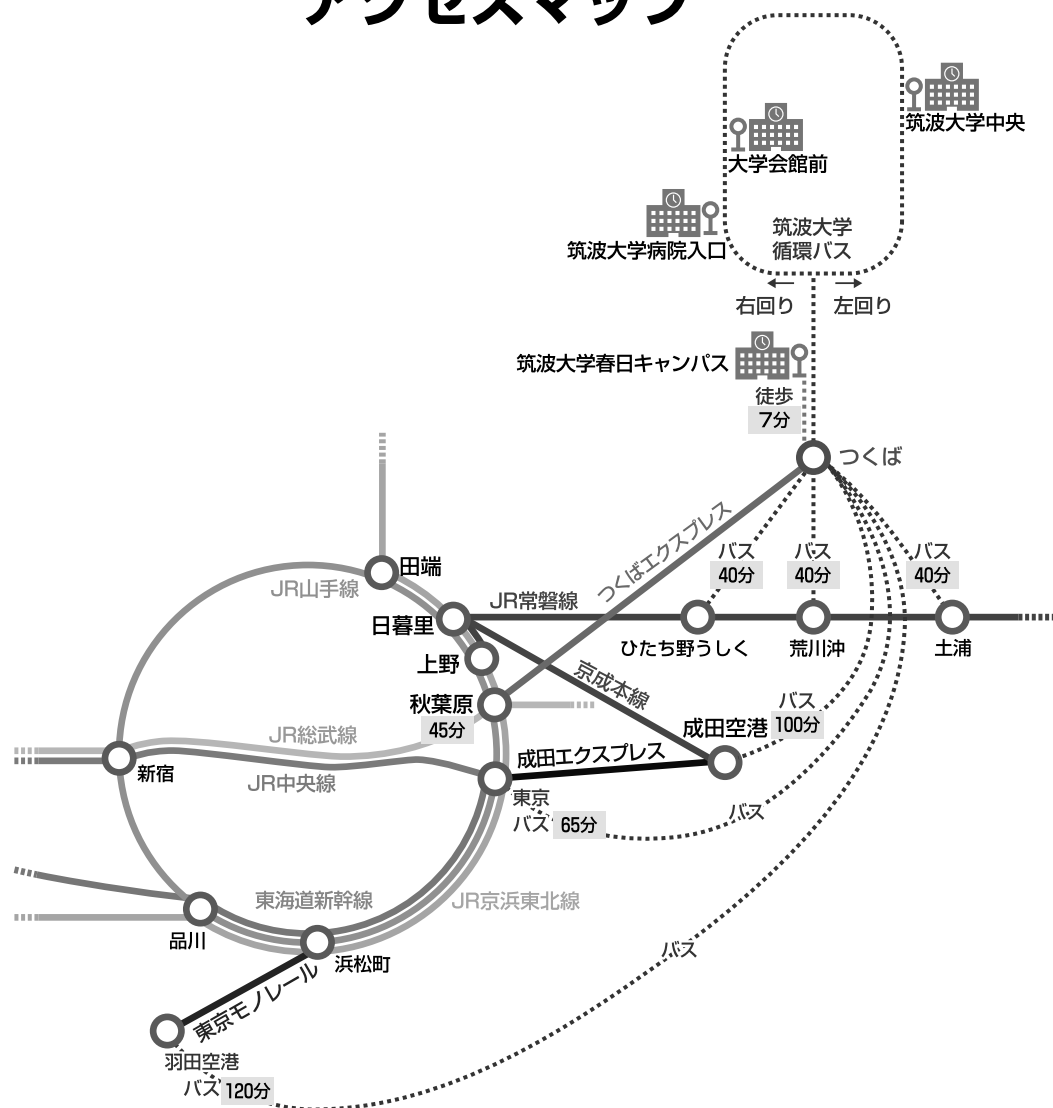 アクセスマップ
筑波大学中央
大学会館前
筑波大学病院入口
筑波大学
循環バス
右回り
左回り
筑波大学春日キャンパス
徒歩
7分
つくば
つくばエクスプレス
バス
40分
バス
40分
バス
40分
田端
JR山手線
日暮里
JR常磐線
ひたち野うしく
荒川沖
土浦
上野
京成本線
秋葉原
45分
バス
100分
成田空港
JR総武線
成田エクスプレス
新宿
JR中央線
東京
バス
65分
バス
東海道新幹線
JR京浜東北線
品川
浜松町
バス
東京モノレール
羽田空港
バス
120分